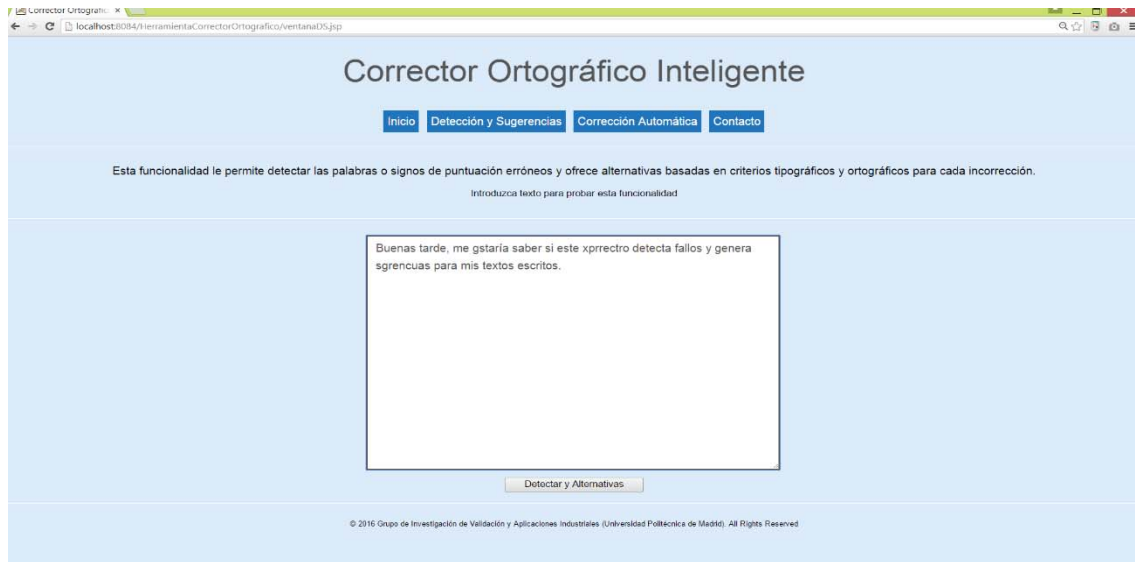 Corrector Ortográfic
localhost:8084/HerramientaCorrectorOrtografico/ventanaDS.jsp
Corrector Ortográfico Inteligente
Inicio Detección y Sugerencias Corrección Automática Contacto
Esta funcionalidad le permite detectar las palabras o signos de puntuación erróneos y ofrece alternativas basadas en criterios tipográficos y ortográficos para cada incorrección.
Introduzca texto para probar esta funcionalidad
Buenas tarde, me gstaría saber si este xprrectro detecta fallos y genera
sgrencuas para mis textos escritos.
Detectar y Alternativas
© 2016 Grupo de Investigación de Validación y Aplicaciones Industriales (Universidad Politécnica de Madrid). All Rights Reserved